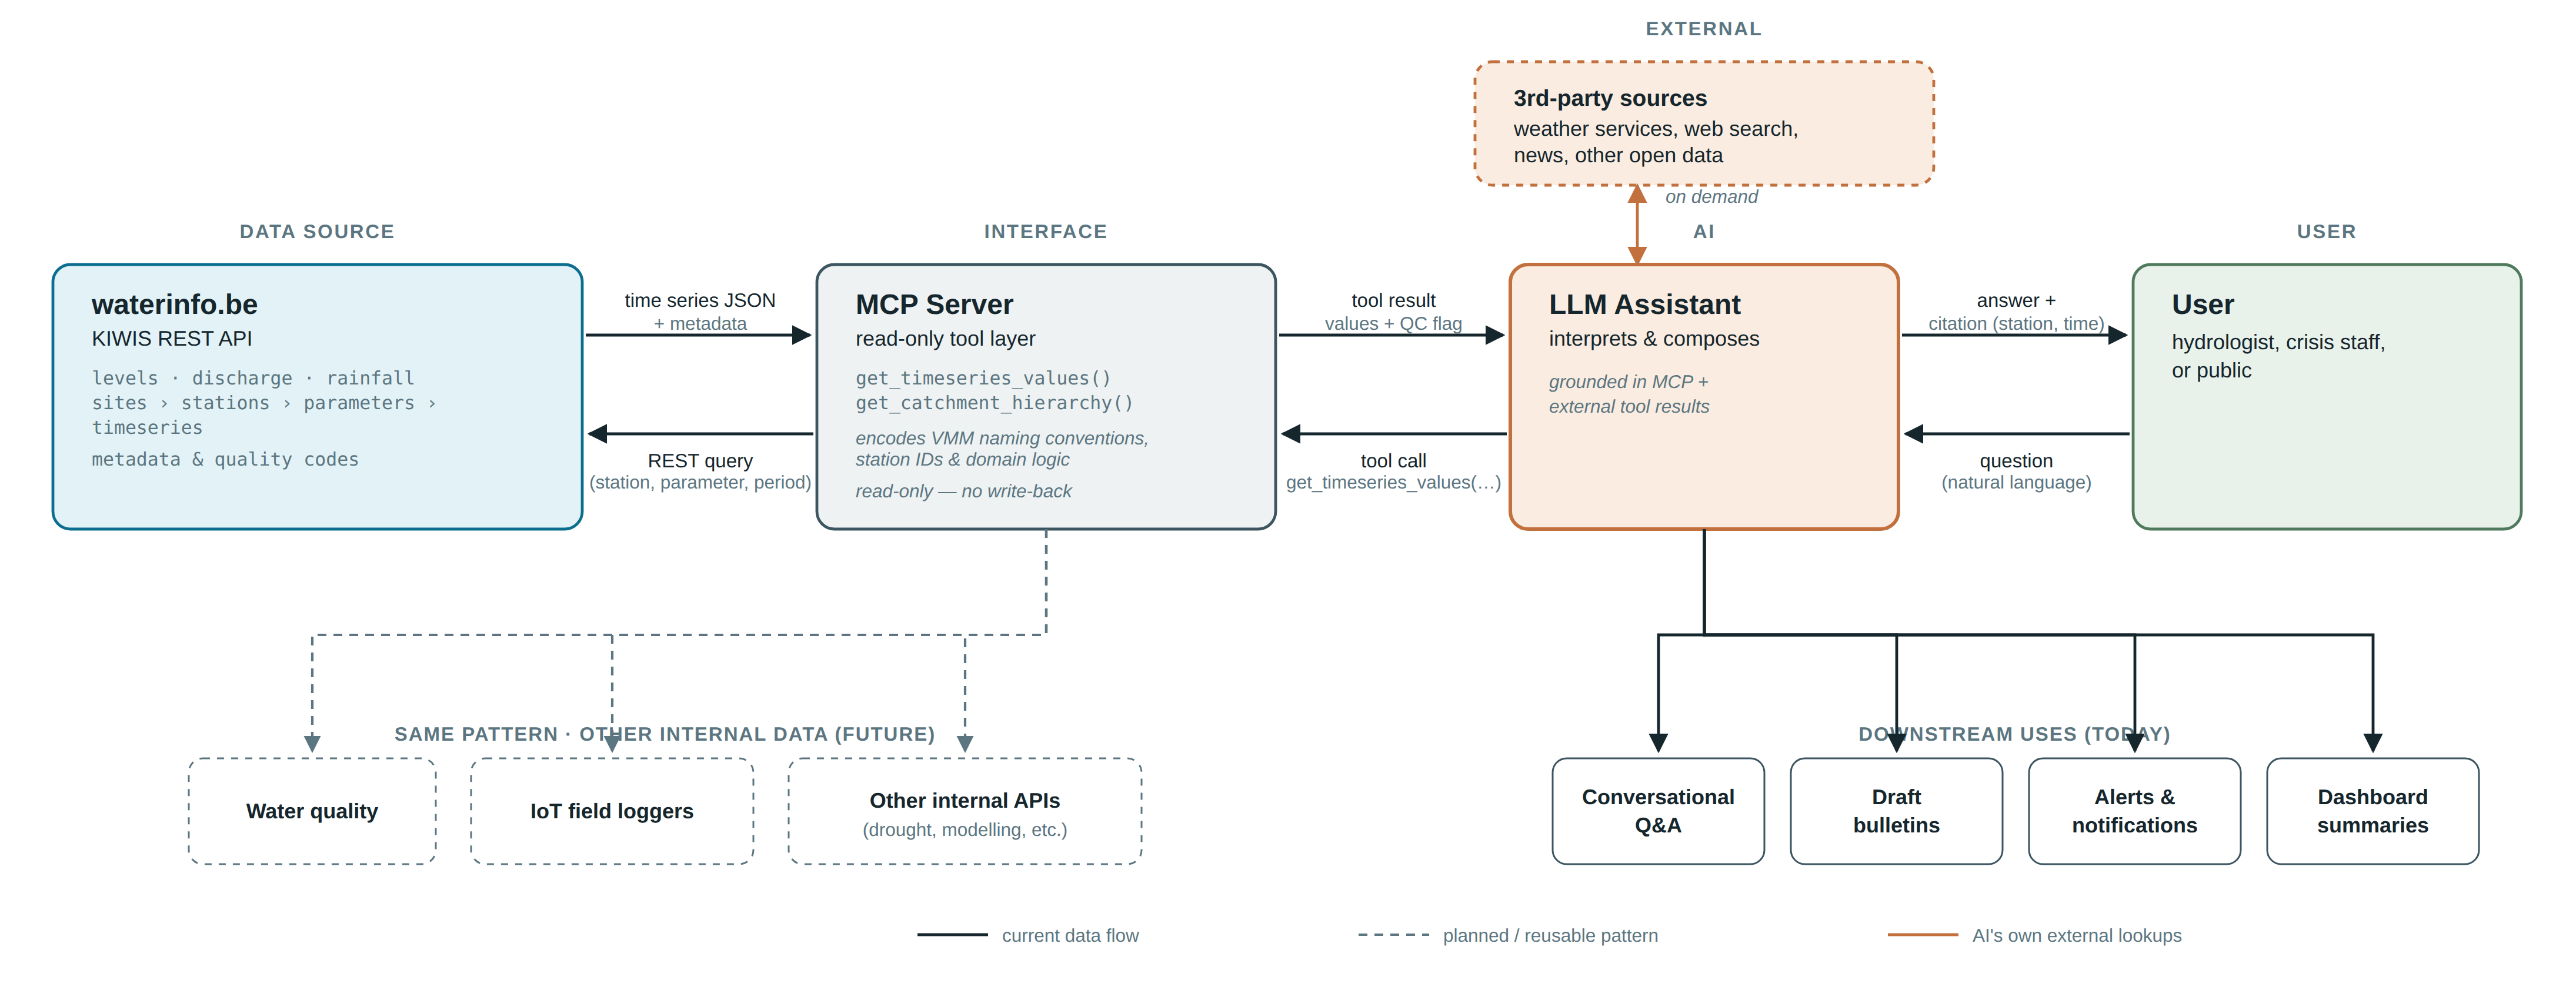 EXTERNAL
3rd-party sources
weather services, web search,
news, other open data
on demand
DATA SOURCE
INTERFACE
AI
USER
waterinfo.be
KIWIS REST API
levels · discharge · rainfall
sites › stations › parameters ›
timeseries
metadata & quality codes
time series JSON
+ metadata
REST query
(station, parameter, period)
MCP Server
read-only tool layer
get_timeseries_values()
get_catchment_hierarchy()
encodes VMM naming conventions,
station IDs & domain logic
read-only — no write-back
tool result
values + QC flag
tool call
get_timeseries_values(…)
LLM Assistant
interprets & composes
grounded in MCP +
external tool results
answer +
citation (station, time)
question
(natural language)
User
hydrologist, crisis staff,
or public
SAME PATTERN · OTHER INTERNAL DATA (FUTURE)
Water quality
IoT field loggers
Other internal APIs
(drought, modelling, etc.)
DOWNSTREAM USES (TODAY)
Conversational
Q&A
Draft
bulletins
Alerts &
notifications
Dashboard
summaries
current data flow
planned / reusable pattern
AI's own external lookups